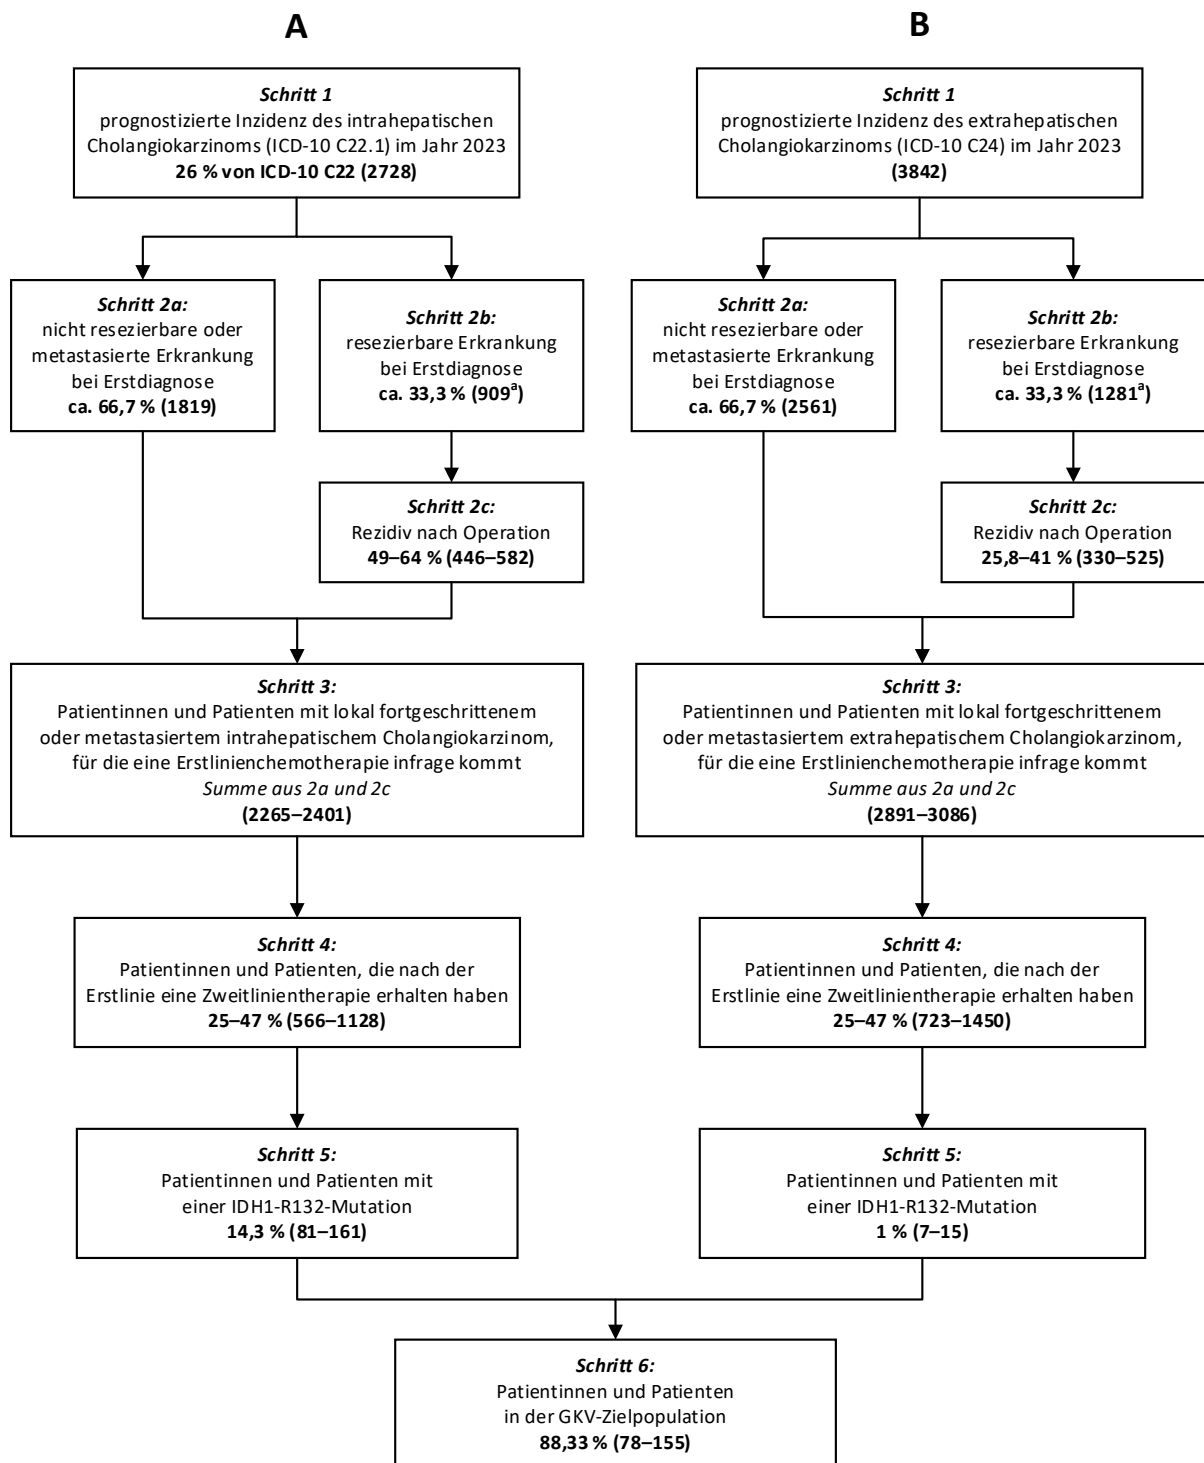 A
Schritt 1
prognostizierte Inzidenz des intrahepatischen
Cholangiokarzinoms (ICD-10 C22.1) im Jahr 2023
26 % von ICD-10 C22 (2728)
Schritt 2a:
nicht resezierbare oder
metastasierte Erkrankung
bei Erstdiagnose
ca. 66,7 % (1819)
Schritt 2b:
resezierbare Erkrankung
bei Erstdiagnose
ca. 33,3 % (909ª)
Schritt 2c:
Rezidiv nach Operation
49–64 % (446–582)
Schritt 3:
Patientinnen und Patienten mit lokal fortgeschrittenem
oder metastasiertem intrahepatischem Cholangiokarzinom,
für die eine Erstlinienchemotherapie infrage kommt
Summe aus 2a und 2c
(2265–2401)
Schritt 4:
Patientinnen und Patienten, die nach der
Erstlinie eine Zweitlinientherapie erhalten haben
25–47 % (566–1128)
Schritt 5:
Patientinnen und Patienten mit
einer IDH1-R132-Mutation
14,3 % (81–161)
B
Schritt 1
prognostizierte Inzidenz des extrahepatischen
Cholangiokarzinoms (ICD-10 C24) im Jahr 2023
(3842)
Schritt 2a:
nicht resezierbare oder
metastasierte Erkrankung
bei Erstdiagnose
ca. 66,7 % (2561)
Schritt 2b:
resezierbare Erkrankung
bei Erstdiagnose
ca. 33,3 % (1281ª)
Schritt 2c:
Rezidiv nach Operation
25,8–41 % (330–525)
Schritt 3:
Patientinnen und Patienten mit lokal fortgeschrittenem
oder metastasiertem extrahepatischem Cholangiokarzinom,
für die eine Erstlinienchemotherapie infrage kommt
Summe aus 2a und 2c
(2891–3086)
Schritt 4:
Patientinnen und Patienten, die nach der
Erstlinie eine Zweitlinientherapie erhalten haben
25–47 % (723–1450)
Schritt 5:
Patientinnen und Patienten mit
einer IDH1-R132-Mutation
1 % (7–15)
Schritt 6:
Patientinnen und Patienten
in der GKV-Zielpopulation
88,33 % (78–155)